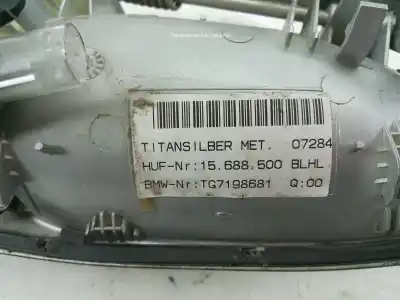 TITANSILBER MET. 07284
HUF-Nr:15.688.500 BLHL
BMW-Nr:TG7198681 Q:00